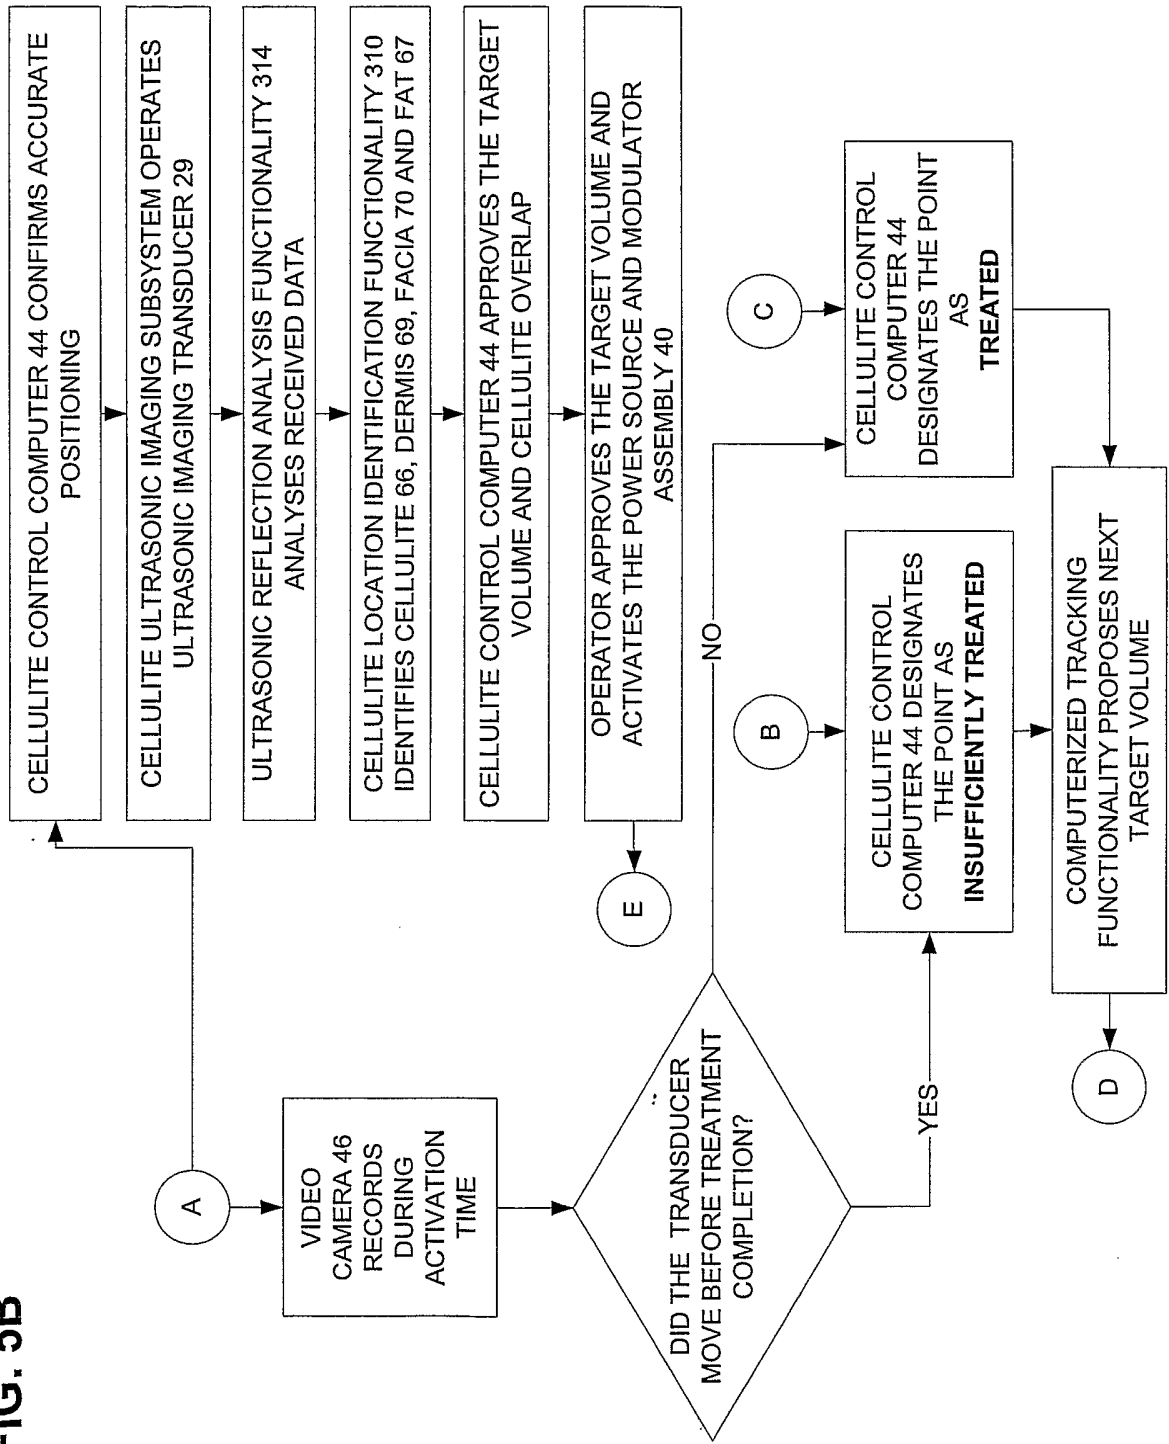 FIG. 5B
A
CELLULITE CONTROL COMPUTER 44 CONFIRMS ACCURATE
POSITIONING
CELLULITE ULTRASONIC IMAGING SUBSYSTEM OPERATES
ULTRASONIC IMAGING TRANSDUCER 29
ULTRASONIC REFLECTION ANALYSIS FUNCTIONALITY 314
ANALYSES RECEIVED DATA
CELLULITE LOCATION IDENTIFICATION FUNCTIONALITY 310
IDENTIFIES CELLULITE 66, DERMIS 69, FACIA 70 AND FAT 67
CELLULITE CONTROL COMPUTER 44 APPROVES THE TARGET
VOLUME AND CELLULITE OVERLAP
OPERATOR APPROVES THE TARGET VOLUME AND
ACTIVATES THE POWER SOURCE AND MODULATOR
ASSEMBLY 40
E
VIDEO
CAMERA 46
RECORDS
DURING
ACTIVATION
TIME
DID THE TRANSDUCER
MOVE BEFORE TREATMENT
COMPLETION?
NO
YES
B
CELLULITE CONTROL
COMPUTER 44 DESIGNATES
THE POINT AS
INSUFFICIENTLY TREATED
C
CELLULITE CONTROL
COMPUTER 44
DESIGNATES THE POINT
AS
TREATED
COMPUTERIZED TRACKING
FUNCTIONALITY PROPOSES NEXT
TARGET VOLUME
D